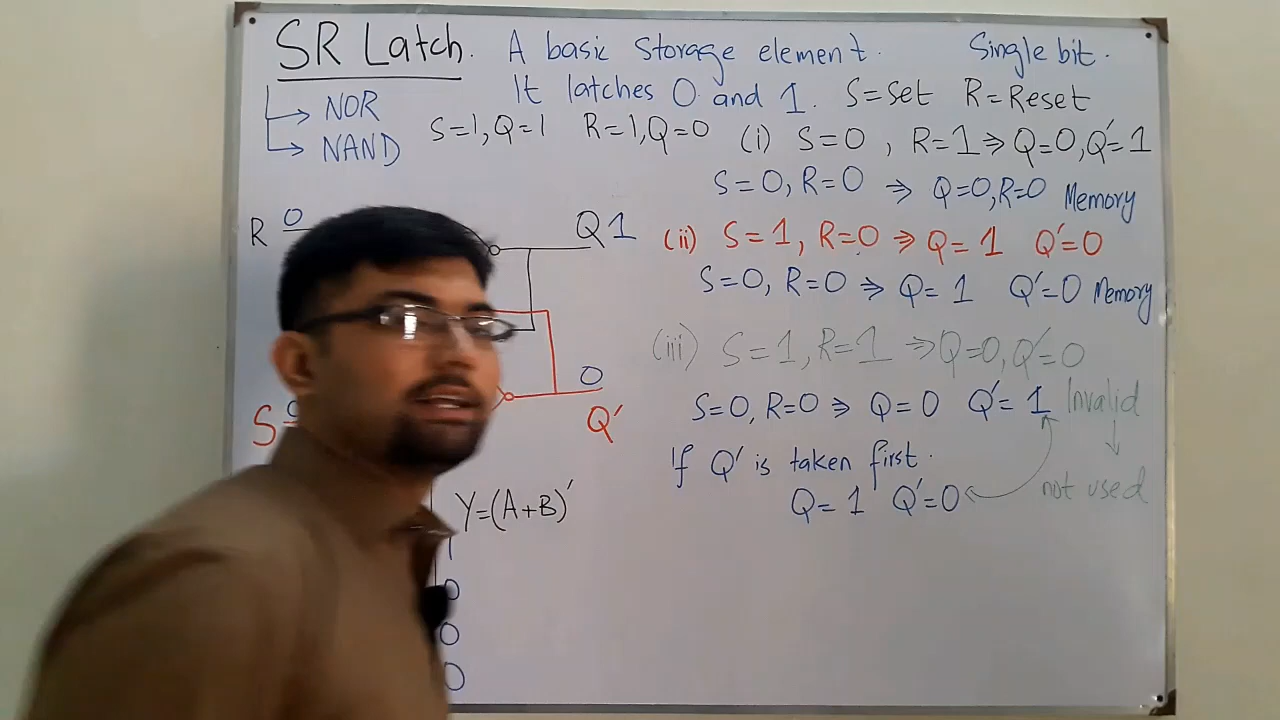 SR Latch. A basic storage element. Single bit.
It latches 0 and 1. S=set R=Reset
NOR
NAND
S=1, Q=1 R=1, Q=0 (i) S=0, R=1 ⇒ Q=0, Q'=1
S=0, R=0 ⇒ Q=0, R=0 Memory
R 0 Q 1
(ii) S=1, R=0 ⇒ Q=1 Q'=0
S=0, R=0 ⇒ Q=1 Q'=0 Memory
(iii) S=1, R=1 ⇒ Q=0, Q'=0
0
S=0, R=0 ⇒ Q=0 Q'=1 Invalid
S Q'
If Q' is taken first.
not used
Q=1 Q'=0
Y=(A+B)'
1
0
0
0